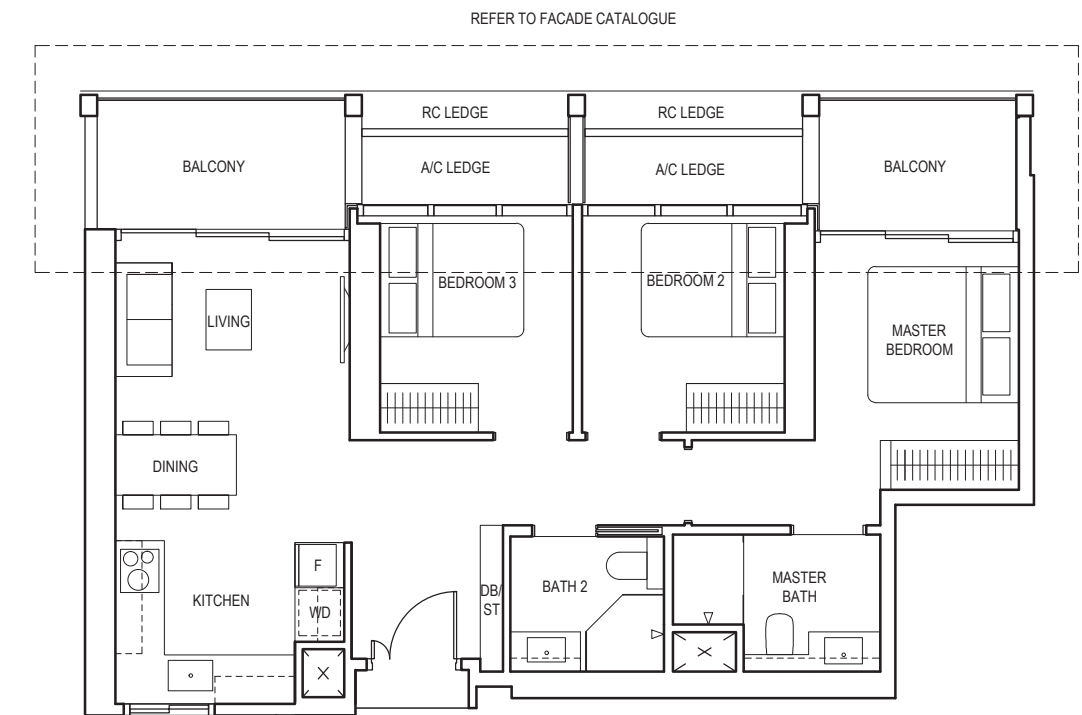 REFER TO FACADE CATALOGUE
RC LEDGE
RC LEDGE
BALCONY
A/C LEDGE
A/C LEDGE
BALCONY
BEDROOM 3
BEDROOM 2
LIVING
MASTER
BEDROOM
DINING
F
KITCHEN
WD
DB/
ST
BATH 2
MASTER
BATH